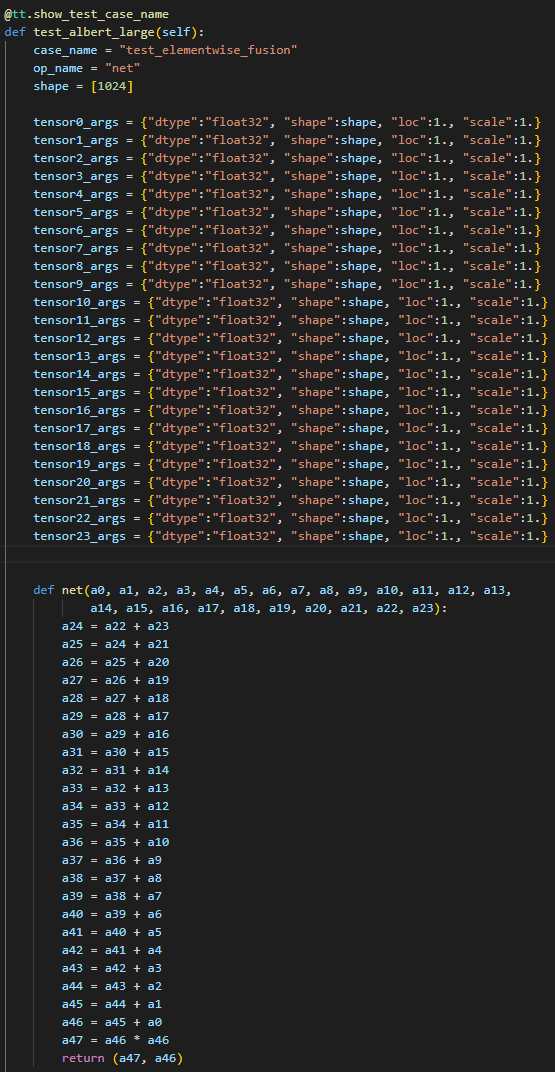 @tt.show_test_case_name
def test_albert_large(self):
    case_name = "test_elementwise_fusion"
    op_name = "net"
    shape = [1024]

    tensor0_args = {"dtype":"float32", "shape":shape, "loc":1., "scale":1.}
    tensor1_args = {"dtype":"float32", "shape":shape, "loc":1., "scale":1.}
    tensor2_args = {"dtype":"float32", "shape":shape, "loc":1., "scale":1.}
    tensor3_args = {"dtype":"float32", "shape":shape, "loc":1., "scale":1.}
    tensor4_args = {"dtype":"float32", "shape":shape, "loc":1., "scale":1.}
    tensor5_args = {"dtype":"float32", "shape":shape, "loc":1., "scale":1.}
    tensor6_args = {"dtype":"float32", "shape":shape, "loc":1., "scale":1.}
    tensor7_args = {"dtype":"float32", "shape":shape, "loc":1., "scale":1.}
    tensor8_args = {"dtype":"float32", "shape":shape, "loc":1., "scale":1.}
    tensor9_args = {"dtype":"float32", "shape":shape, "loc":1., "scale":1.}
    tensor10_args = {"dtype":"float32", "shape":shape, "loc":1., "scale":1.}
    tensor11_args = {"dtype":"float32", "shape":shape, "loc":1., "scale":1.}
    tensor12_args = {"dtype":"float32", "shape":shape, "loc":1., "scale":1.}
    tensor13_args = {"dtype":"float32", "shape":shape, "loc":1., "scale":1.}
    tensor14_args = {"dtype":"float32", "shape":shape, "loc":1., "scale":1.}
    tensor15_args = {"dtype":"float32", "shape":shape, "loc":1., "scale":1.}
    tensor16_args = {"dtype":"float32", "shape":shape, "loc":1., "scale":1.}
    tensor17_args = {"dtype":"float32", "shape":shape, "loc":1., "scale":1.}
    tensor18_args = {"dtype":"float32", "shape":shape, "loc":1., "scale":1.}
    tensor19_args = {"dtype":"float32", "shape":shape, "loc":1., "scale":1.}
    tensor20_args = {"dtype":"float32", "shape":shape, "loc":1., "scale":1.}
    tensor21_args = {"dtype":"float32", "shape":shape, "loc":1., "scale":1.}
    tensor22_args = {"dtype":"float32", "shape":shape, "loc":1., "scale":1.}
    tensor23_args = {"dtype":"float32", "shape":shape, "loc":1., "scale":1.}

    def net(a0, a1, a2, a3, a4, a5, a6, a7, a8, a9, a10, a11, a12, a13,
            a14, a15, a16, a17, a18, a19, a20, a21, a22, a23):
        a24 = a22 + a23
        a25 = a24 + a21
        a26 = a25 + a20
        a27 = a26 + a19
        a28 = a27 + a18
        a29 = a28 + a17
        a30 = a29 + a16
        a31 = a30 + a15
        a32 = a31 + a14
        a33 = a32 + a13
        a34 = a33 + a12
        a35 = a34 + a11
        a36 = a35 + a10
        a37 = a36 + a9
        a38 = a37 + a8
        a39 = a38 + a7
        a40 = a39 + a6
        a41 = a40 + a5
        a42 = a41 + a4
        a43 = a42 + a3
        a44 = a43 + a2
        a45 = a44 + a1
        a46 = a45 + a0
        a47 = a46 * a46
        return (a47, a46)